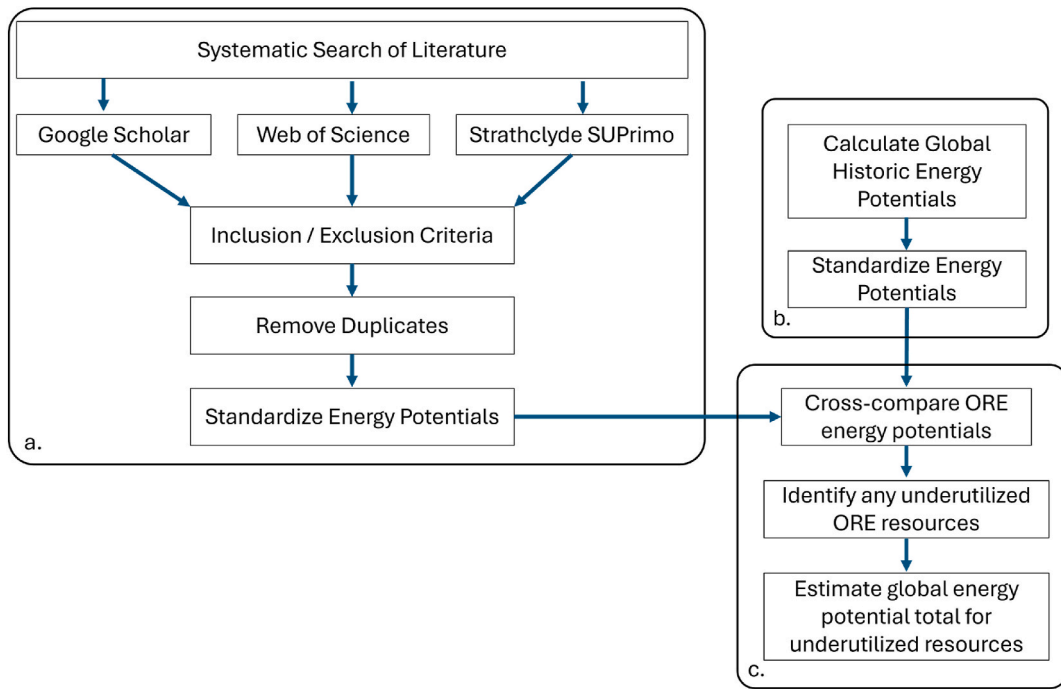 Systematic Search of Literature
Google Scholar
Web of Science
Strathclyde SUPrimo
Inclusion / Exclusion Criteria
Remove Duplicates
Standardize Energy Potentials
a.
Calculate Global
Historic Energy
Potentials
Standardize Energy
Potentials
b.
Cross-compare ORE
energy potentials
Identify any underutilized
ORE resources
Estimate global energy
potential total for
underutilized resources
c.